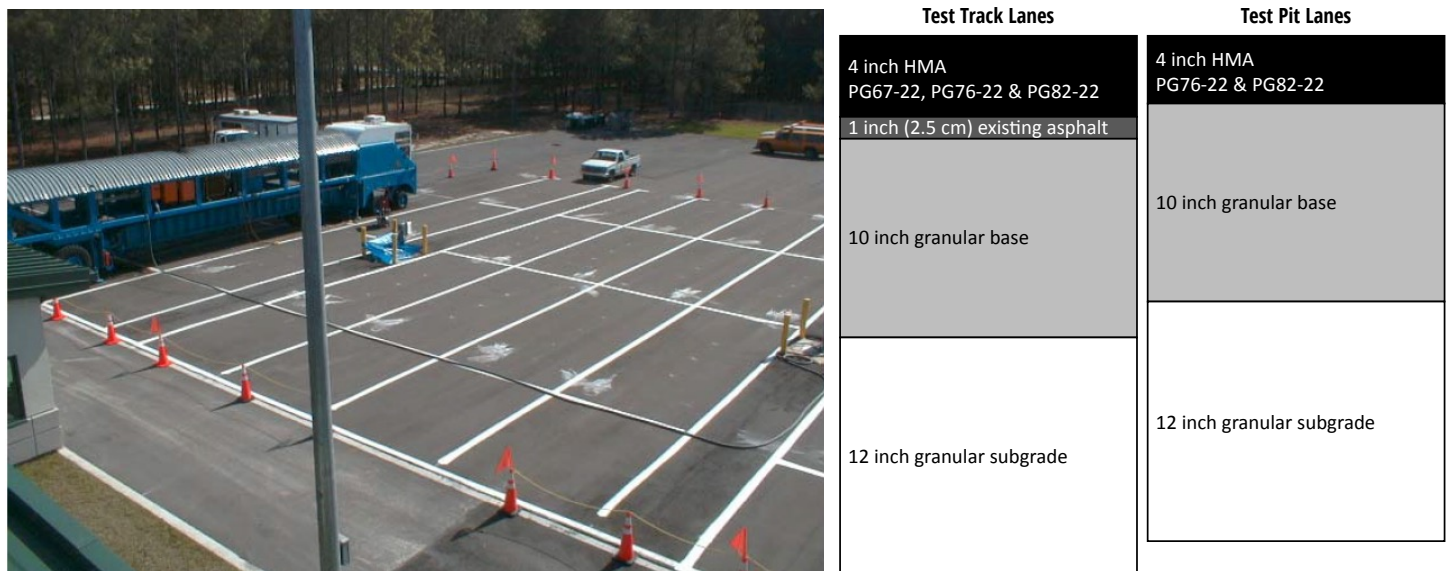 Test Track Lanes
4 inch HMA
PG67-22, PG76-22 & PG82-22
1 inch (2.5 cm) existing asphalt
10 inch granular base
12 inch granular subgrade
Test Pit Lanes
4 inch HMA
PG76-22 & PG82-22
10 inch granular base
12 inch granular subgrade